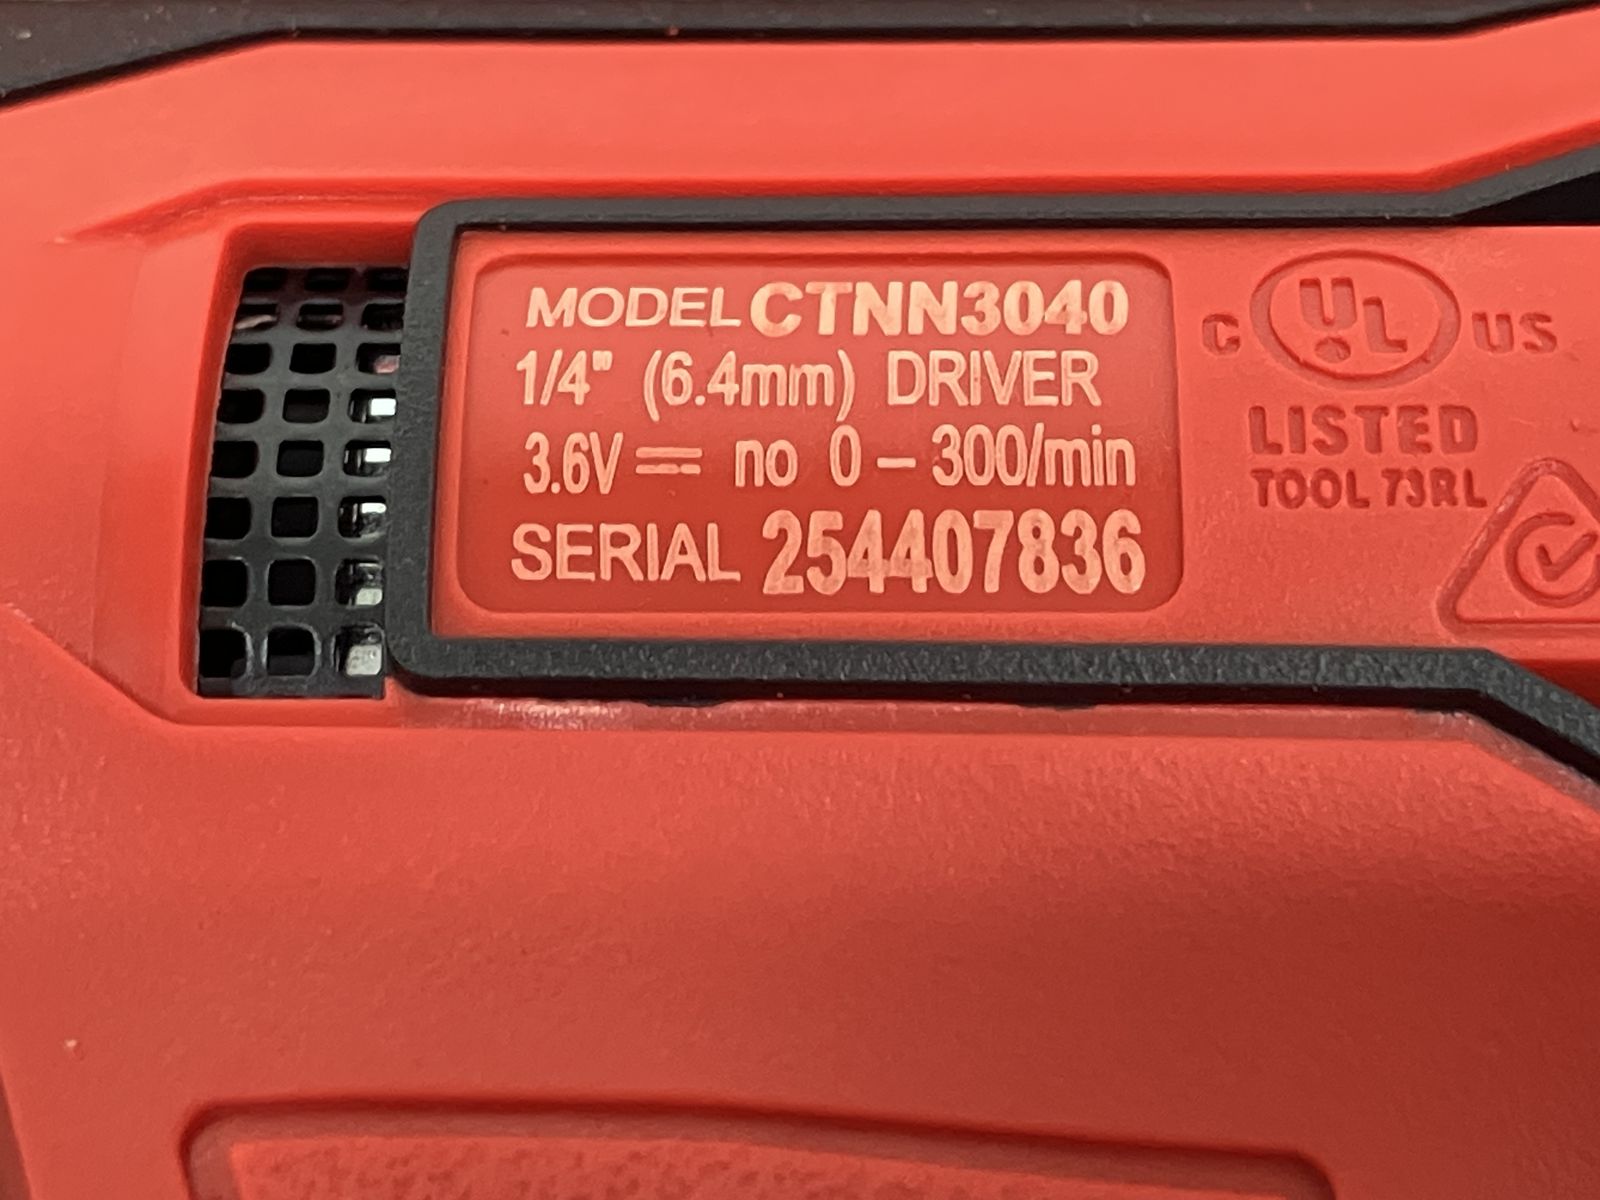 MODEL CTNN3040
1/4" (6.4mm) DRIVER
3.6V ⎓ no 0 – 300/min
SERIAL 254407836
C UL US
LISTED
TOOL 73RL